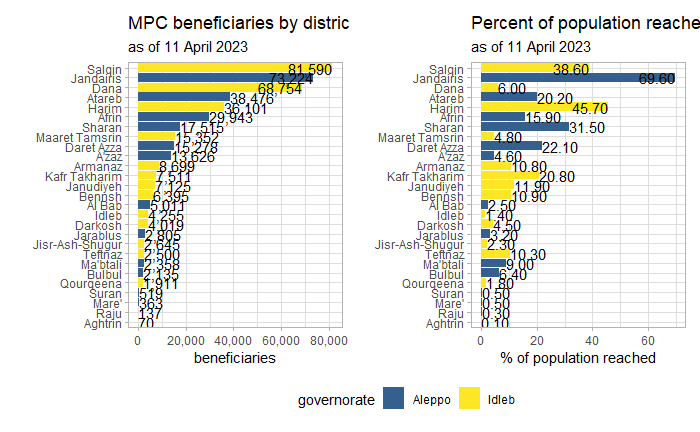 MPC beneficiaries by distric
as of 11 April 2023
Salqin 81,590
Jandairis 73,224
Dana 68,754
Atareb 38,476
Harim 36,101
Afrin 29,943
Sharan 17,515
Maaret Tamsrin 15,352
Daret Azza 15,278
A'zaz 13,626
Armanaz 8,699
Kafr Takharim 7,511
Janudiyeh 7,125
Bennsh 6,395
Al Bab 5,011
Idleb 4,255
Darkosh 4,019
Jarablus 2,805
Jisr-Ash-Shugur 2,645
Teftnaz 2,500
Ma'btali 2,358
Bulbul 2,135
Qourqeena 1,911
Suran 519
Mare' 363
Raju 137
Aghtrin 70
0 20,000 40,000 60,000 80,000
beneficiaries
Percent of population reache
as of 11 April 2023
Salqin 38.60
Jandairis 69.60
Dana 6.00
Atareb 20.20
Harim 45.70
Afrin 15.90
Sharan 31.50
Maaret Tamsrin 4.80
Daret Azza 22.10
A'zaz 4.60
Armanaz 10.80
Kafr Takharim 20.80
Janudiyeh 11.90
Bennsh 10.90
Al Bab 2.50
Idleb 1.40
Darkosh 4.50
Jarablus 3.20
Jisr-Ash-Shugur 2.30
Teftnaz 10.30
Ma'btali 9.00
Bulbul 6.40
Qourqeena 1.80
Suran 0.50
Mare' 0.50
Raju 0.30
Aghtrin 0.10
0 20 40 60
% of population reached
governorate Aleppo Idleb